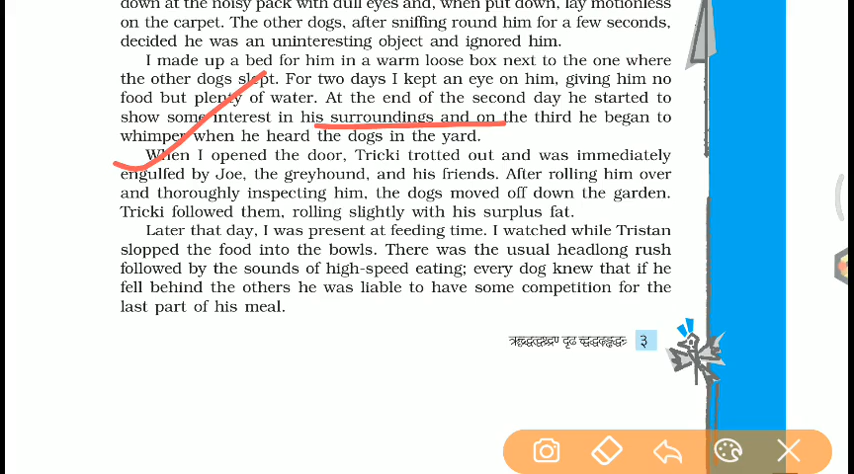 down at the noisy pack with dull eyes and, when put down, lay motionless
on the carpet. The other dogs, after sniffing round him for a few seconds,
decided he was an uninteresting object and ignored him.
I made up a bed for him in a warm loose box next to the one where
the other dogs slept. For two days I kept an eye on him, giving him no
food but plenty of water. At the end of the second day he started to
show some interest in his surroundings and on the third he began to
whimper when he heard the dogs in the yard.
When I opened the door, Tricki trotted out and was immediately
engulfed by Joe, the greyhound, and his friends. After rolling him over
and thoroughly inspecting him, the dogs moved off down the garden.
Tricki followed them, rolling slightly with his surplus fat.
Later that day, I was present at feeding time. I watched while Tristan
slopped the food into the bowls. There was the usual headlong rush
followed by the sounds of high-speed eating; every dog knew that if he
fell behind the others he was liable to have some competition for the
last part of his meal.
३